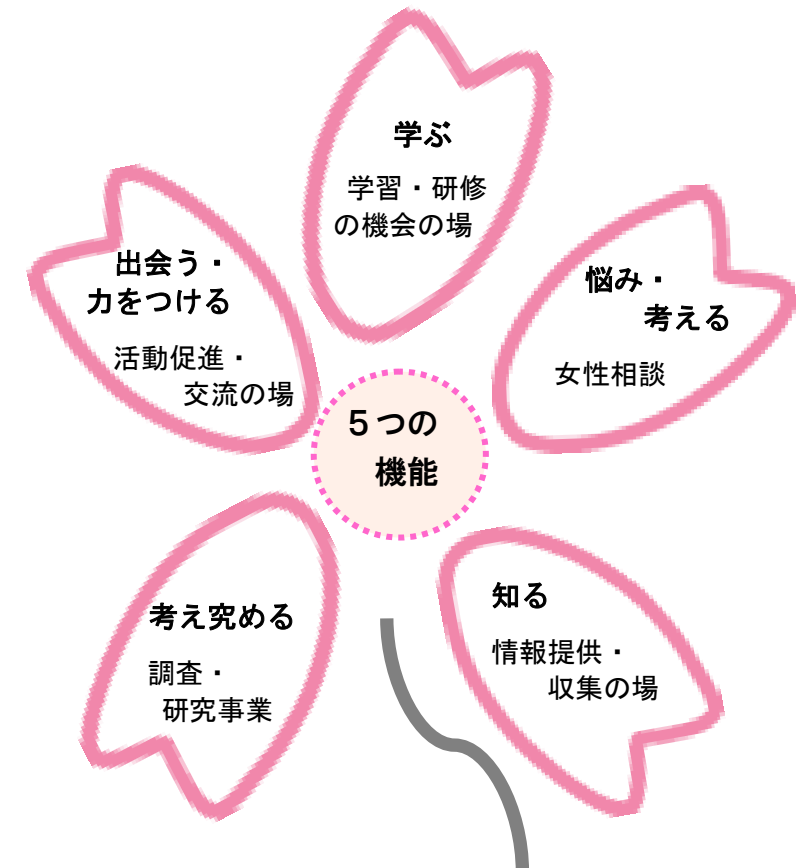 学ぶ
学習・研修
の機会の場
出会う・
力をつける
活動促進・
交流の場
悩み・
考える
女性相談
５つの
機能
考え究める
調査・
研究事業
知る
情報提供・
収集の場